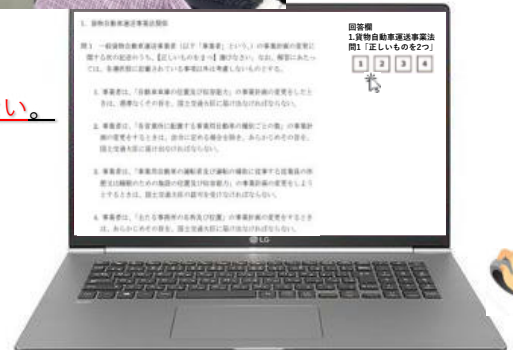 1. 貨物自動車運送事業法関係
問1 一般貨物自動車運送事業者(以下「事業者」という。)の事業計画の変更に
関する次の記述のうち、【正しいものを2つ】選びなさい。なお、解答にあたっ
ては、各選択肢に記載されている事項以外は考慮しないものとする。
1. 事業者は、「自動車車庫の位置及び収容能力」の事業計画の変更をしたと
きは、遅滞なくその旨を、国土交通大臣に届け出なければならない。
2. 事業者は、「各営業所に配置する事業用自動車の種別ごとの数」の事業計
画の変更をするときは、法令に定める場合を除き、あらかじめその旨を、
国土交通大臣に届け出なければならない。
3. 事業者は、「事業用自動車の運転者及び運転の補助に従事する従業員の休
憩又は睡眠のための施設の位置及び収容能力」の事業計画の変更をしよう
とするときは、国土交通大臣の認可を受けなければならない。
4. 事業者は、「主たる事務所の名称及び位置」の事業計画の変更をするとき
は、あらかじめその旨を、国土交通大臣に届け出なければならない。
回答欄
1.貨物自動車運送事業法
問1「正しいものを2つ」
1 2 3 4
い。
LG